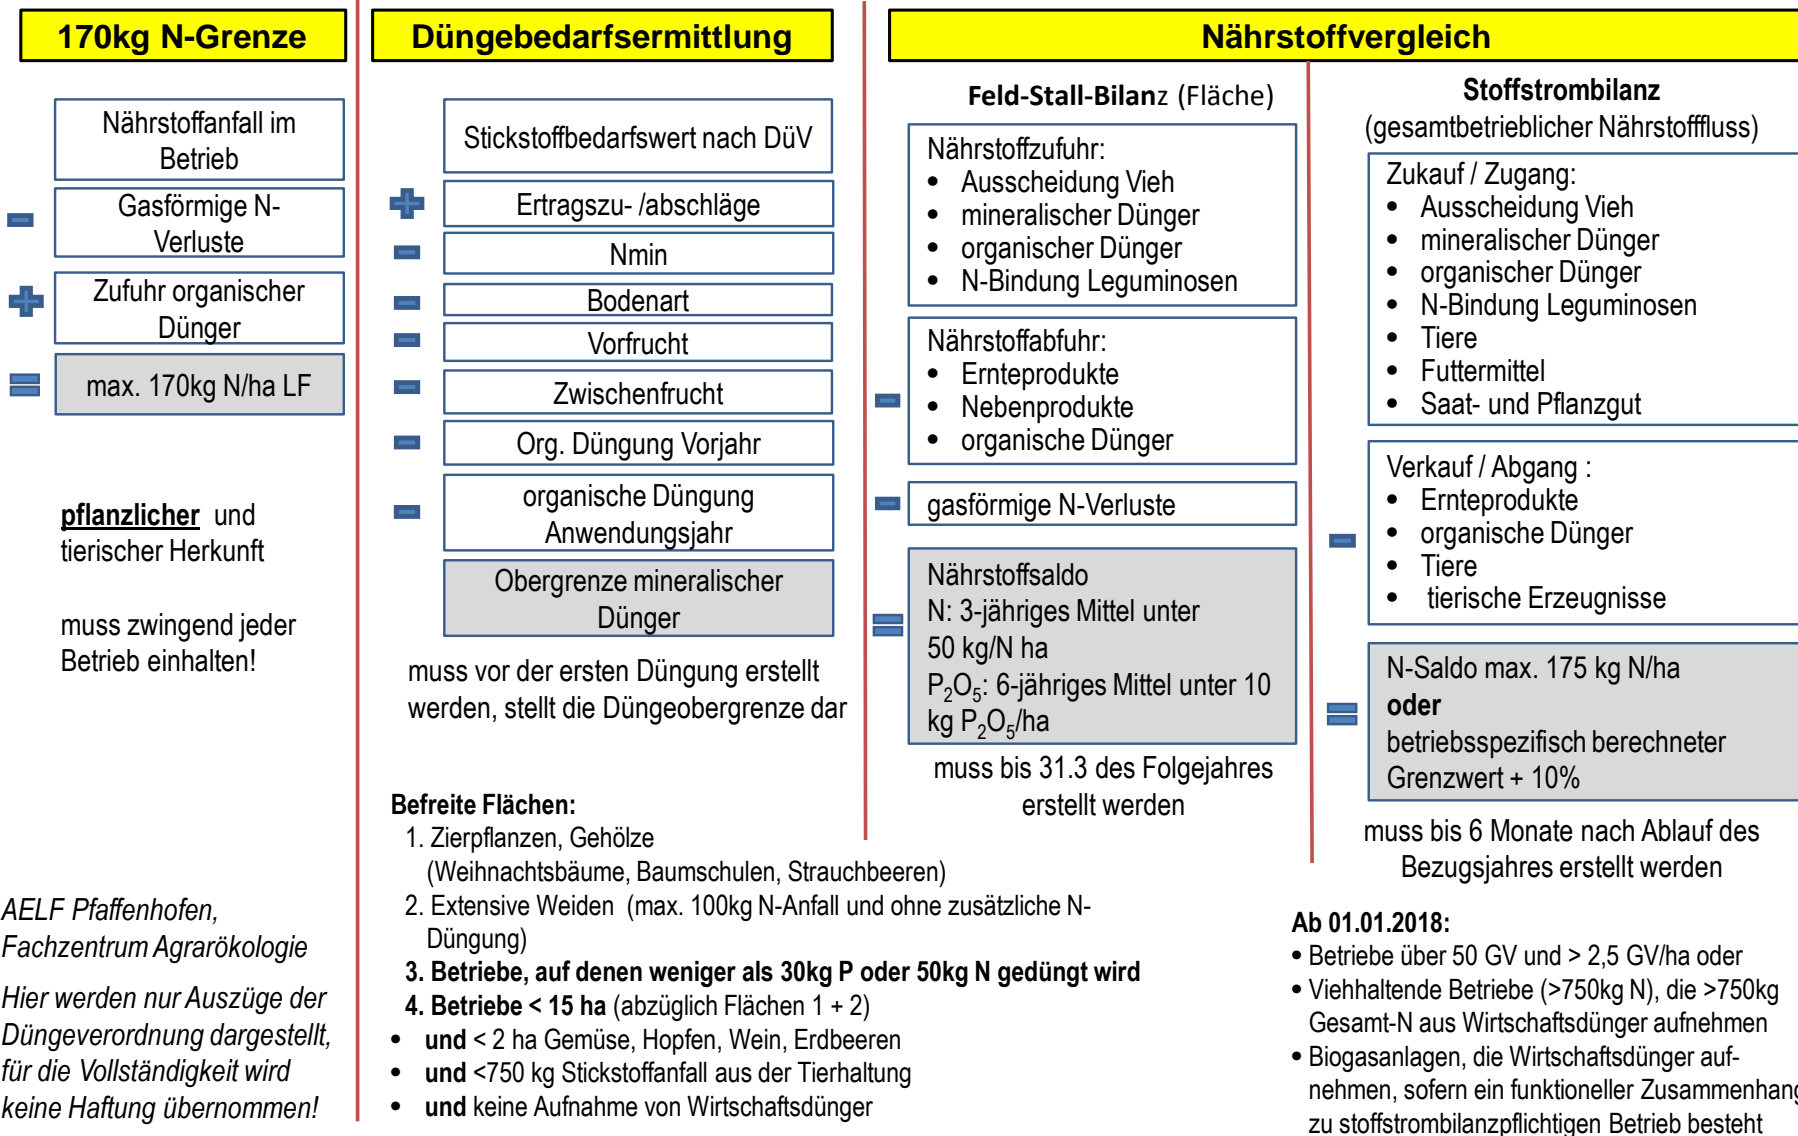 170kg N-Grenze
Nährstoffanfall im
Betrieb
Gasförmige N-
Verluste
Zufuhr organischer
Dünger
max. 170kg N/ha LF
pflanzlicher und
tierischer Herkunft
muss zwingend jeder
Betrieb einhalten!
AELF Pfaffenhofen,
Fachzentrum Agrarökologie
Hier werden nur Auszüge der
Düngeverordnung dargestellt,
für die Vollständigkeit wird
keine Haftung übernommen!
Düngebedarfsermittlung
Stickstoffbedarfswert nach DüV
Ertragszu- /abschläge
Nmin
Bodenart
Vorfrucht
Zwischenfrucht
Org. Düngung Vorjahr
organische Düngung
Anwendungsjahr
Obergrenze mineralischer
Dünger
muss vor der ersten Düngung erstellt
werden, stellt die Düngeobergrenze dar
Befreite Flächen:
1. Zierpflanzen, Gehölze
(Weihnachtsbäume, Baumschulen, Strauchbeeren)
2. Extensive Weiden (max. 100kg N-Anfall und ohne zusätzliche N-
Düngung)
3. Betriebe, auf denen weniger als 30kg P oder 50kg N gedüngt wird
4. Betriebe < 15 ha (abzüglich Flächen 1 + 2)
• und < 2 ha Gemüse, Hopfen, Wein, Erdbeeren
• und <750 kg Stickstoffanfall aus der Tierhaltung
• und keine Aufnahme von Wirtschaftsdünger
Nährstoffvergleich
Feld-Stall-Bilanz (Fläche)
Nährstoffzufuhr:
• Ausscheidung Vieh
• mineralischer Dünger
• organischer Dünger
• N-Bindung Leguminosen
Nährstoffabfuhr:
• Ernteprodukte
• Nebenprodukte
• organische Dünger
gasförmige N-Verluste
Nährstoffsaldo
N: 3-jähriges Mittel unter
50 kg/N ha
P₂O₅: 6-jähriges Mittel unter 10
kg P₂O₅/ha
muss bis 31.3 des Folgejahres
erstellt werden
Stoffstrombilanz
(gesamtbetrieblicher Nährstofffluss)
Zukauf / Zugang:
• Ausscheidung Vieh
• mineralischer Dünger
• organischer Dünger
• N-Bindung Leguminosen
• Tiere
• Futtermittel
• Saat- und Pflanzgut
Verkauf / Abgang :
• Ernteprodukte
• organische Dünger
• Tiere
• tierische Erzeugnisse
N-Saldo max. 175 kg N/ha
oder
betriebsspezifisch berechneter
Grenzwert + 10%
muss bis 6 Monate nach Ablauf des
Bezugsjahres erstellt werden
Ab 01.01.2018:
• Betriebe über 50 GV und > 2,5 GV/ha oder
• Viehhaltende Betriebe (>750kg N), die >750kg
Gesamt-N aus Wirtschaftsdünger aufnehmen
• Biogasanlagen, die Wirtschaftsdünger auf-
nehmen, sofern ein funktioneller Zusammenhang
zu stoffstrombilanzpflichtigen Betrieb besteht